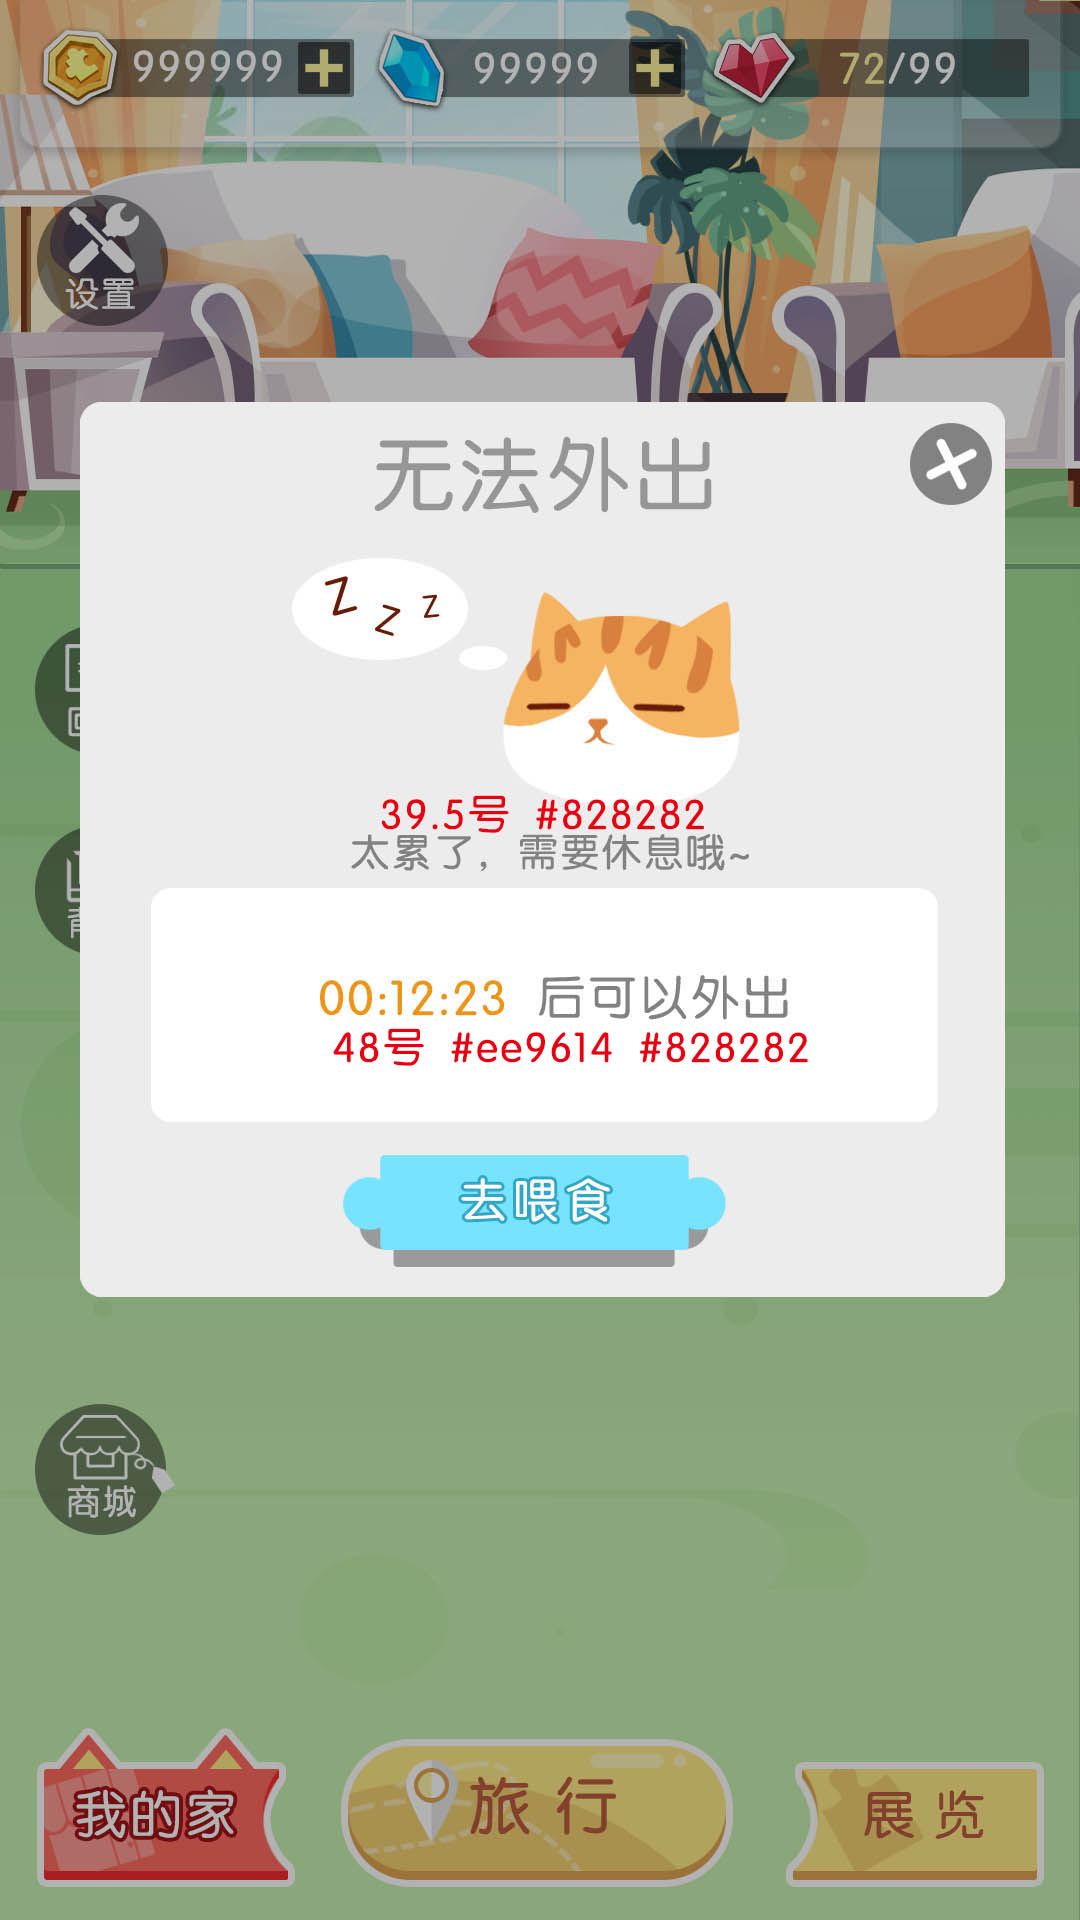 999999
99999
72/99
设置
无法外出
Z z z
39.5号 #828282
太累了，需要休息哦~
00:12:23 后可以外出
48号 #ee9614 #828282
去喂食
商城
我的家
旅行
展览